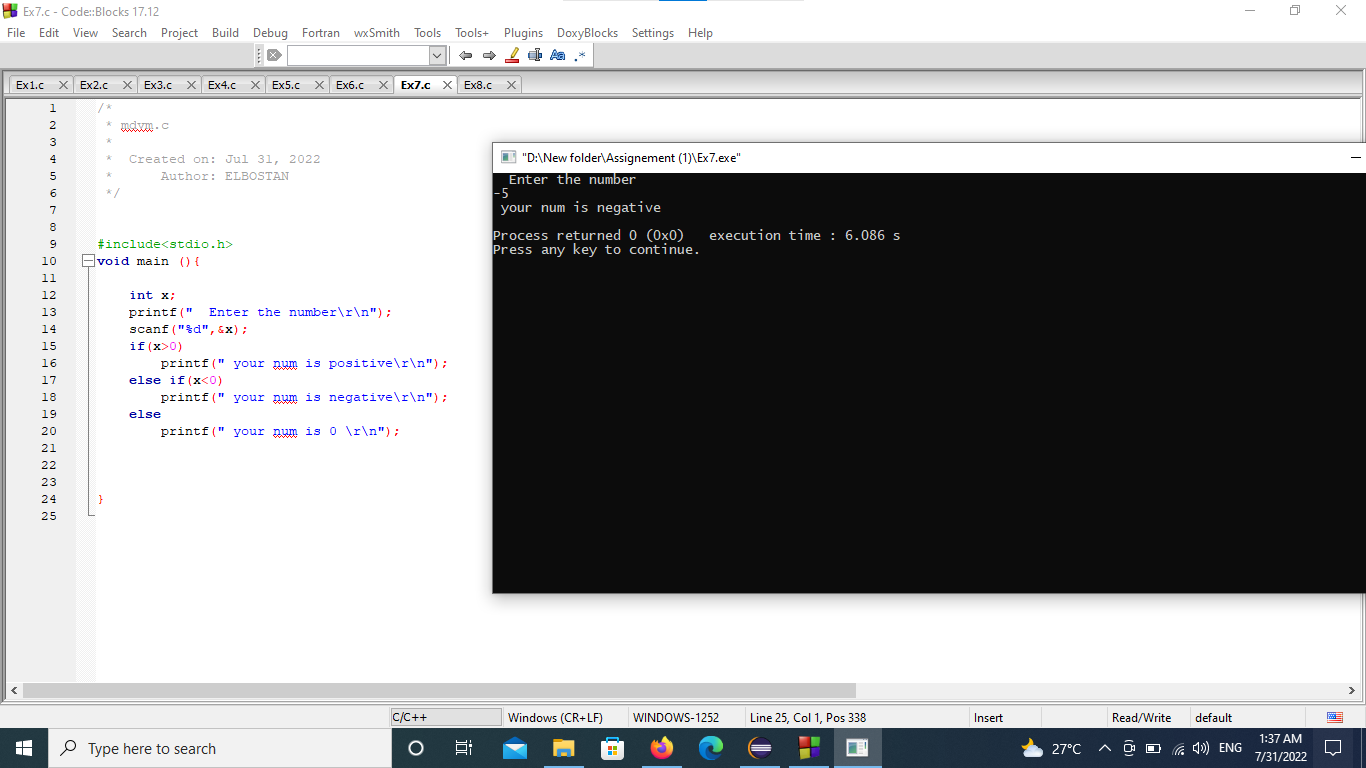 Ex7.c - Code::Blocks 17.12
File Edit View Search Project Build Debug Fortran wxSmith Tools Tools+ Plugins DoxyBlocks Settings Help
Aa .*
Ex1.c Ex2.c Ex3.c Ex4.c Ex5.c Ex6.c Ex7.c Ex8.c
1 /*
2 * mdvm.c
3 *
4 *  Created on: Jul 31, 2022
5 *      Author: ELBOSTAN
6 */
7
8
9 #include<stdio.h>
10 void main (){
11
12     int x;
13     printf("  Enter the number\r\n");
14     scanf("%d",&x);
15     if(x>0)
16         printf(" your num is positive\r\n");
17     else if(x<0)
18         printf(" your num is negative\r\n");
19     else
20         printf(" your num is 0 \r\n");
21
22
23
24 }
25
"D:\New folder\Assignement (1)\Ex7.exe"
  Enter the number
-5
 your num is negative
Process returned 0 (0x0)   execution time : 6.086 s
Press any key to continue.
C/C++ Windows (CR+LF) WINDOWS-1252 Line 25, Col 1, Pos 338 Insert Read/Write default
Type here to search 27°C ENG 1:37 AM
7/31/2022